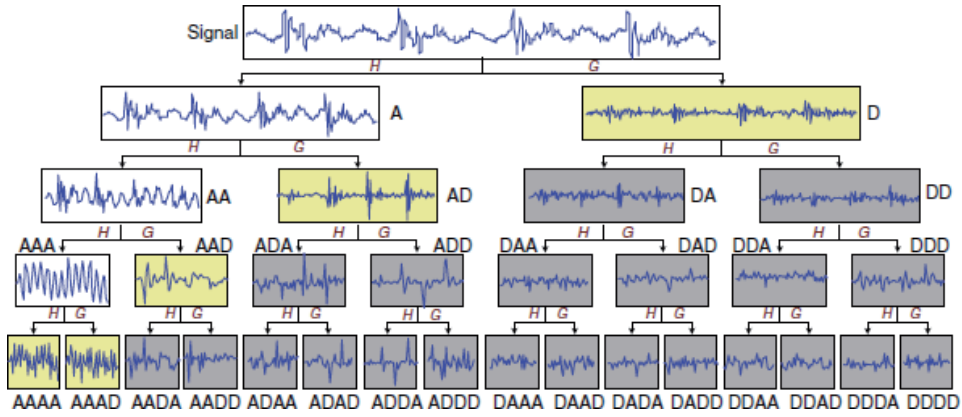 Signal
H G
A D
H G H G
AA AD DA DD
H G H G H G H G
AAA AAD ADA ADD DAA DAD DDA DDD
H G H G H G H G H G H G H G H G
AAAA AAAD AADA AADD ADAA ADAD ADDA ADDD DAAA DAAD DADA DADD DDAA DDAD DDDA DDDD